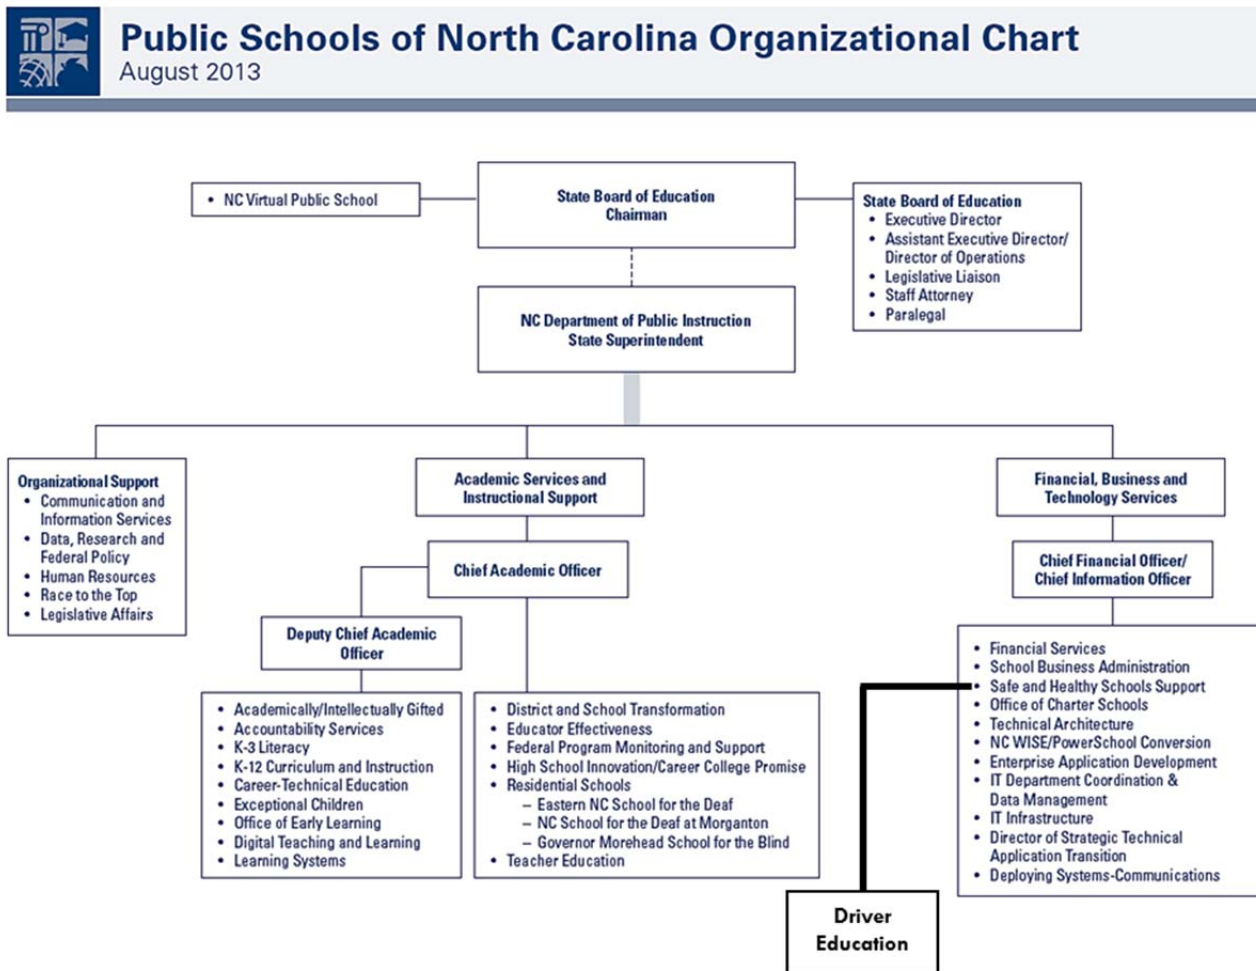 Public Schools of North Carolina Organizational Chart
August 2013
• NC Virtual Public School
State Board of Education
Chairman
State Board of Education
• Executive Director
• Assistant Executive Director/
Director of Operations
• Legislative Liaison
• Staff Attorney
• Paralegal
NC Department of Public Instruction
State Superintendent
Organizational Support
• Communication and
Information Services
• Data, Research and
Federal Policy
• Human Resources
• Race to the Top
• Legislative Affairs
Academic Services and
Instructional Support
Chief Academic Officer
Deputy Chief Academic
Officer
• Academically/Intellectually Gifted
• Accountability Services
• K-3 Literacy
• K-12 Curriculum and Instruction
• Career-Technical Education
• Exceptional Children
• Office of Early Learning
• Digital Teaching and Learning
• Learning Systems
• District and School Transformation
• Educator Effectiveness
• Federal Program Monitoring and Support
• High School Innovation/Career College Promise
• Residential Schools
– Eastern NC School for the Deaf
– NC School for the Deaf at Morganton
– Governor Morehead School for the Blind
• Teacher Education
Financial, Business and
Technology Services
Chief Financial Officer/
Chief Information Officer
• Financial Services
• School Business Administration
• Safe and Healthy Schools Support
• Office of Charter Schools
• Technical Architecture
• NC WISE/PowerSchool Conversion
• Enterprise Application Development
• IT Department Coordination &
Data Management
• IT Infrastructure
• Director of Strategic Technical
Application Transition
• Deploying Systems-Communications
Driver
Education